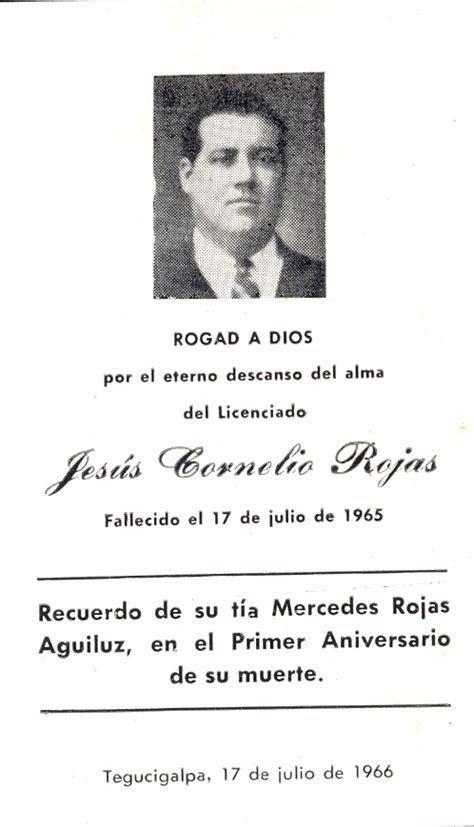 ROGAD A DIOS
por el eterno descanso del alma
del Licenciado
Jesús Cornelio Rojas
Fallecido el 17 de julio de 1965
Recuerdo de su tía Mercedes Rojas
Aguiluz, en el Primer Aniversario
de su muerte.
Tegucigalpa, 17 de julio de 1966